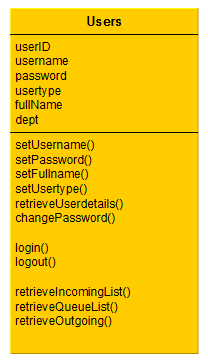 Users
userID
username
password
usertype
fullName
dept
setUsername()
setPassword()
setFullname()
setUsertype()
retrieveUserdetails()
changePassword()
login()
logout()
retrieveIncomingList()
retrieveQueueList()
retrieveOutgoing()